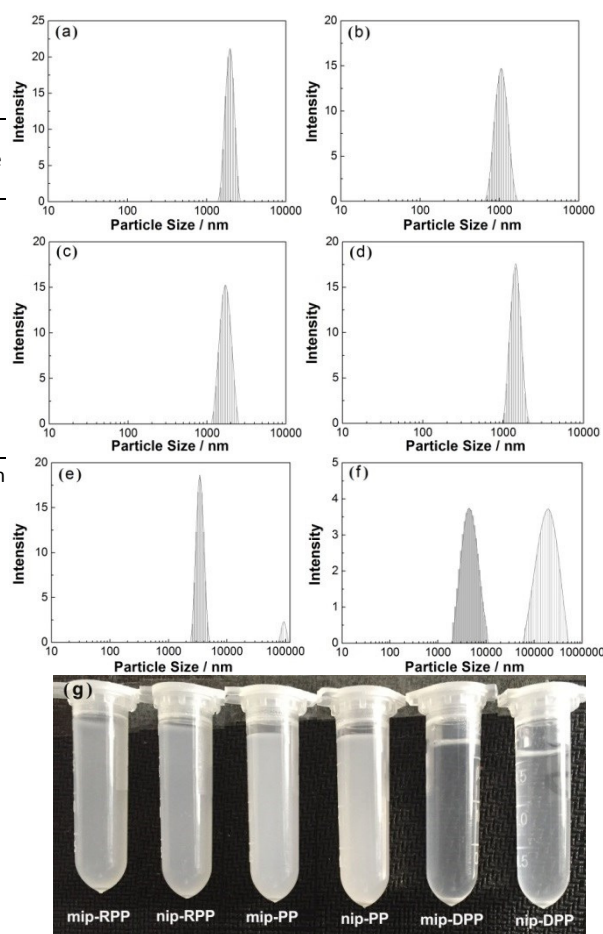 (a)
25
20
15
10
5
0
Intensity
10 100 1000 10000
Particle Size / nm
(b)
20
15
10
5
0
Intensity
10 100 1000 10000
Particle Size / nm
e
(c)
20
15
10
5
0
Intensity
10 100 1000 10000
Particle Size / nm
(d)
20
15
10
5
0
Intensity
10 100 1000 10000
Particle Size / nm
n
(e)
20
15
10
5
0
Intensity
10 100 1000 10000 100000
Particle Size / nm
(f)
5
4
3
2
1
0
Intensity
10 100 1000 10000 100000 1000000
Particle Size / nm
(g)
mip-RPP nip-RPP mip-PP nip-PP mip-DPP nip-DPP